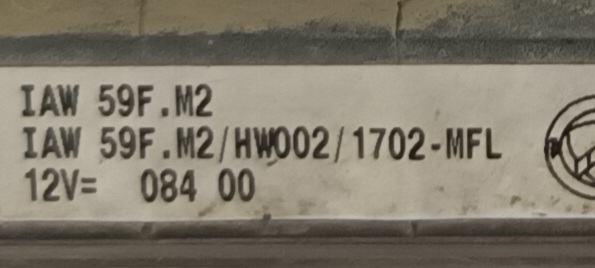 IAW 59F.M2
IAW 59F.M2/HW002/1702-MFL
12V= 084 00